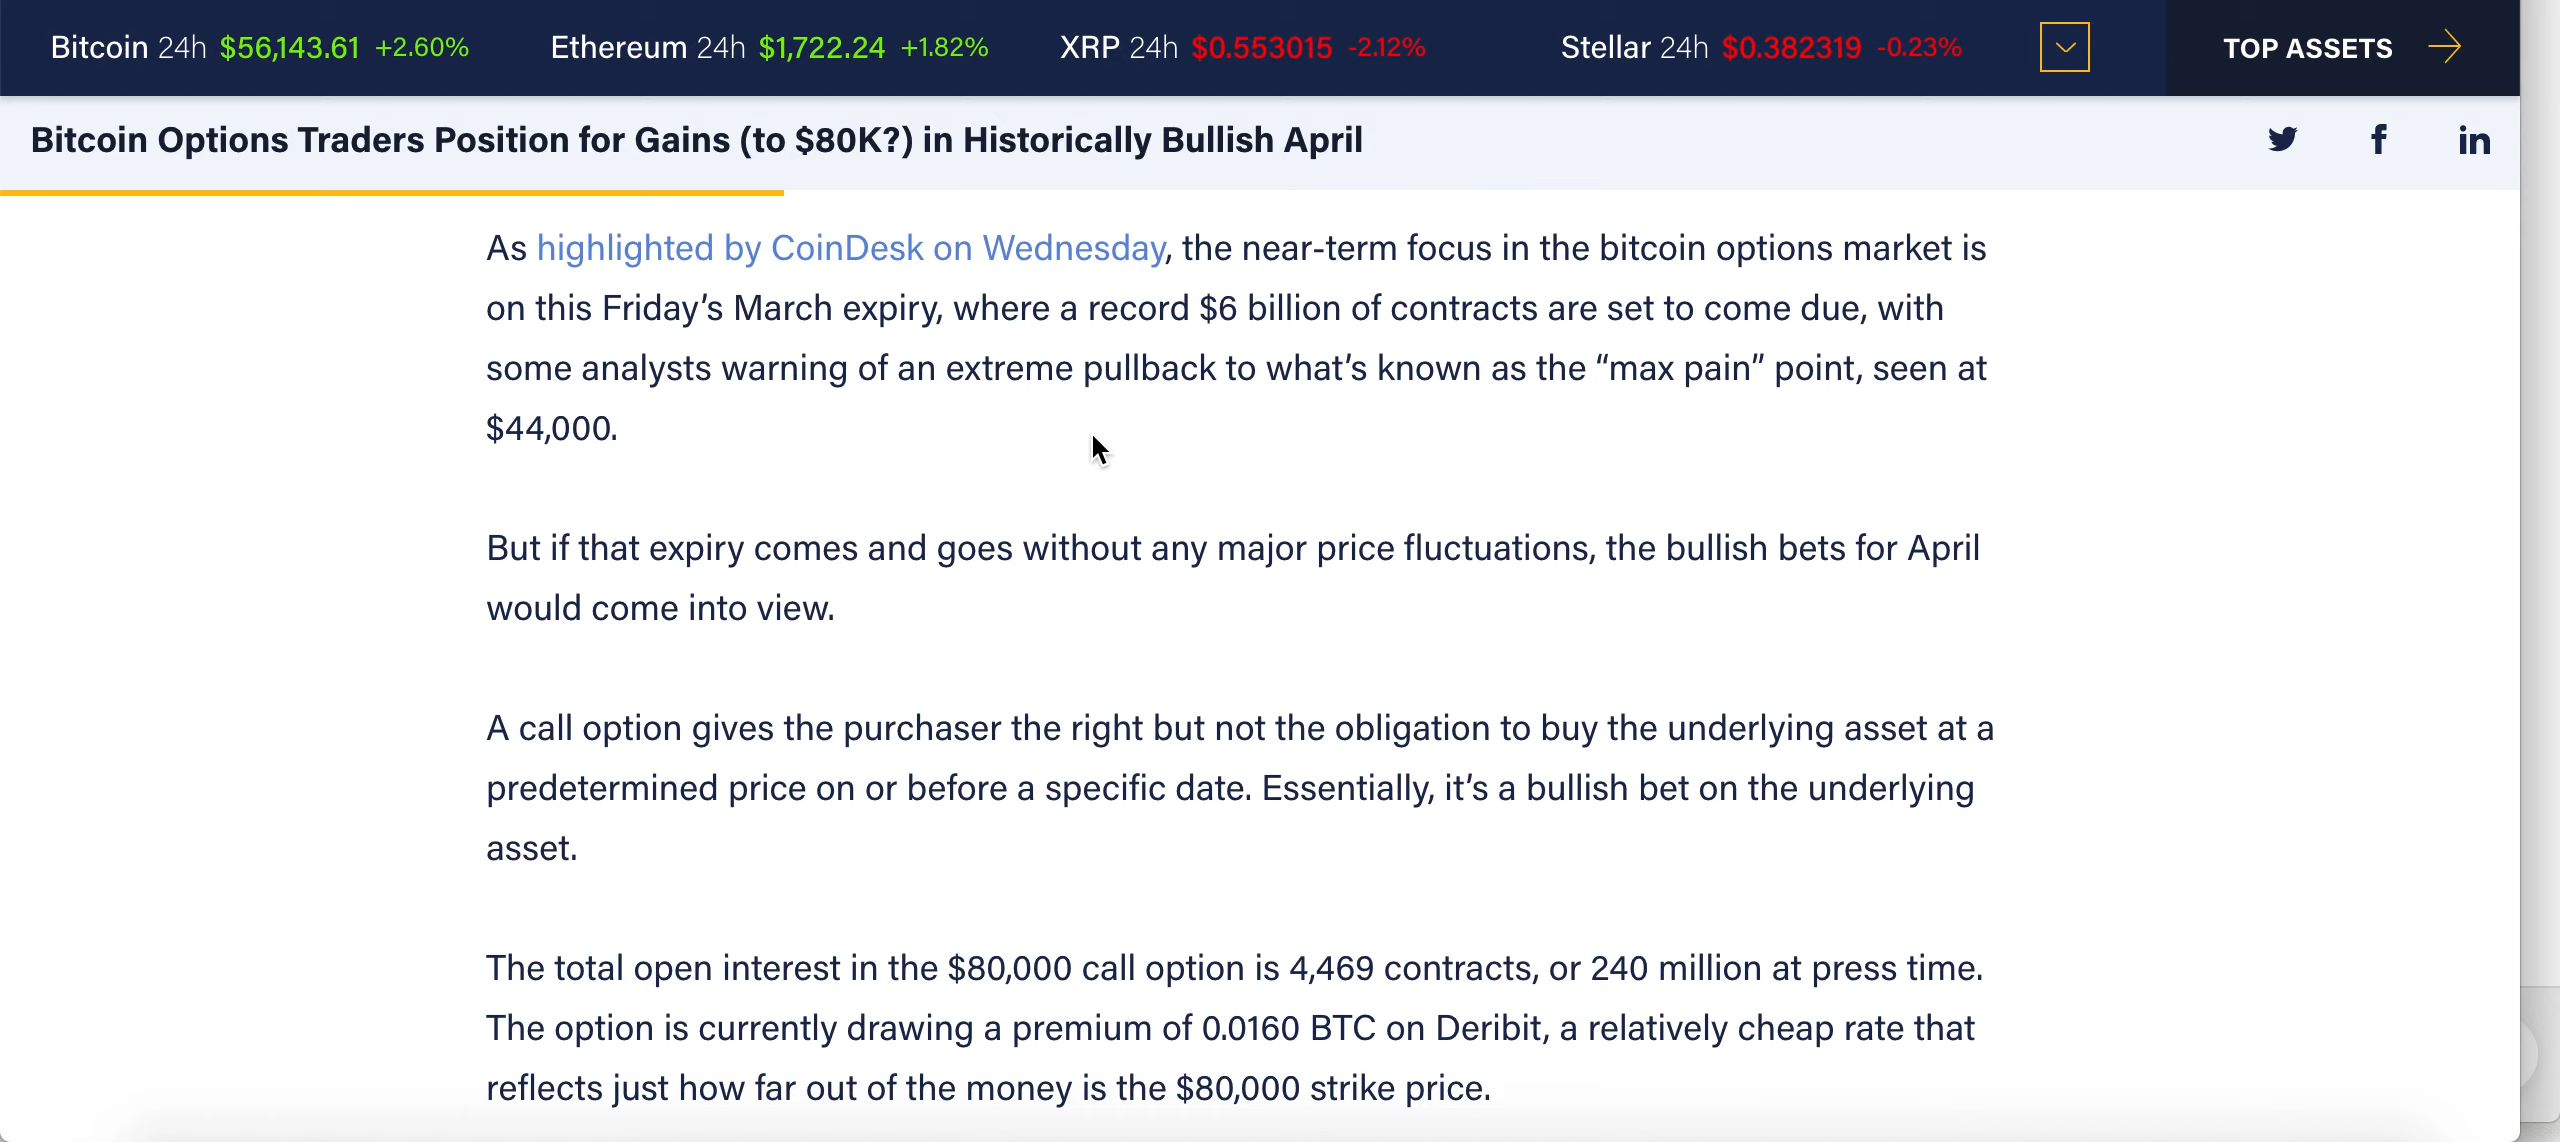 Bitcoin 24h $56,143.61 +2.60% Ethereum 24h $1,722.24 +1.82% XRP 24h $0.553015 -2.12% Stellar 24h $0.382319 -0.23% TOP ASSETS
Bitcoin Options Traders Position for Gains (to $80K?) in Historically Bullish April
As highlighted by CoinDesk on Wednesday, the near-term focus in the bitcoin options market is
on this Friday’s March expiry, where a record $6 billion of contracts are set to come due, with
some analysts warning of an extreme pullback to what’s known as the “max pain” point, seen at
$44,000.
But if that expiry comes and goes without any major price fluctuations, the bullish bets for April
would come into view.
A call option gives the purchaser the right but not the obligation to buy the underlying asset at a
predetermined price on or before a specific date. Essentially, it’s a bullish bet on the underlying
asset.
The total open interest in the $80,000 call option is 4,469 contracts, or 240 million at press time.
The option is currently drawing a premium of 0.0160 BTC on Deribit, a relatively cheap rate that
reflects just how far out of the money is the $80,000 strike price.